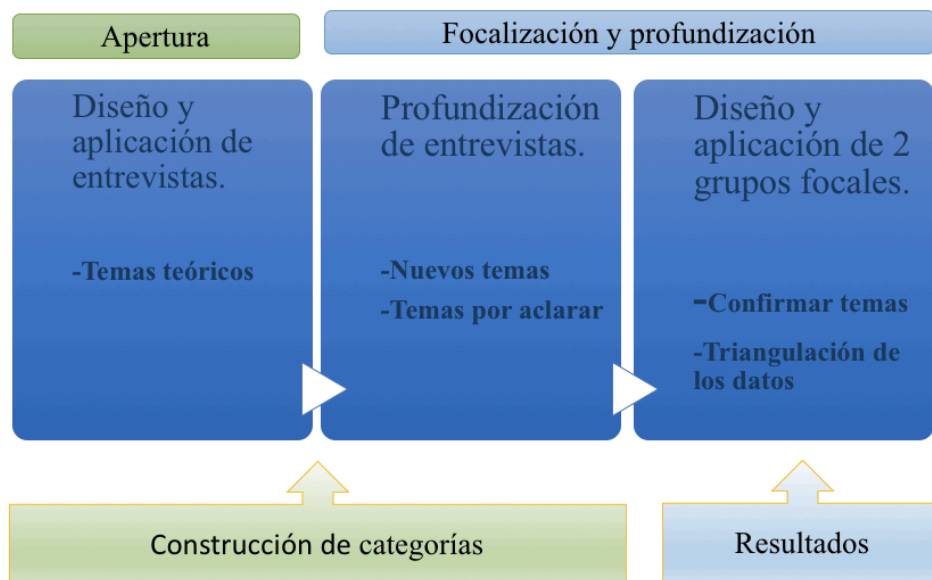 Apertura
Focalización y profundización
Diseño y
aplicación de
entrevistas.
-Temas teóricos
Profundización
de entrevistas.
-Nuevos temas
-Temas por aclarar
Diseño y
aplicación de 2
grupos focales.
-Confirmar temas
-Triangulación de
los datos
Construcción de categorías
Resultados